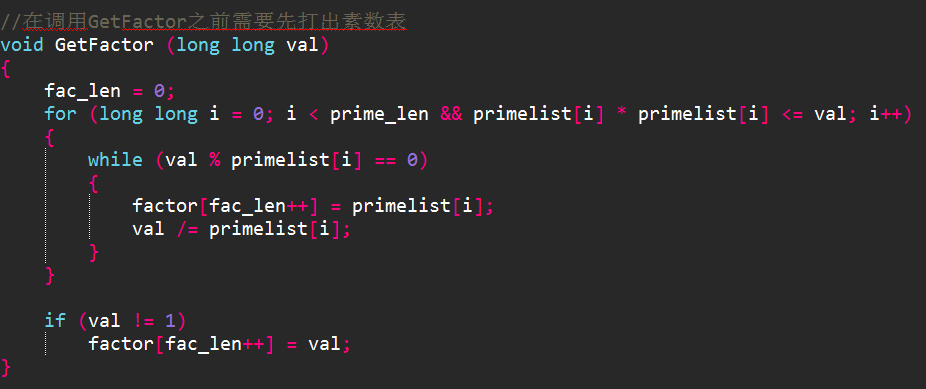 //在调用GetFactor之前需要先打出素数表
void GetFactor (long long val)
{
    fac_len = 0;
    for (long long i = 0; i < prime_len && primelist[i] * primelist[i] <= val; i++)
    {
        while (val % primelist[i] == 0)
        {
            factor[fac_len++] = primelist[i];
            val /= primelist[i];
        }
    }

    if (val != 1)
        factor[fac_len++] = val;
}